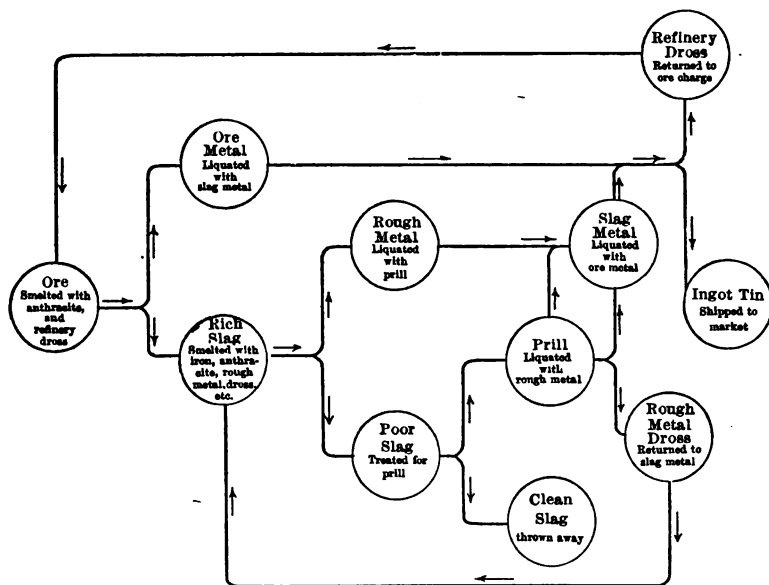 Refinery
Dross
Returned to
ore charge
Ore
Metal
Liquated
with
slag metal
Rough
Metal
Liquated
with
prill
Slag
Metal
Liquated
with
ore metal
Ore
Smelted with
anthrasite,
and
refinery
dross
Rich
Slag
Smelted with
iron, anthra-
site, rough
metal, dross,
etc.
Ingot Tin
Shipped to
market
Prill
Liquated
with
rough metal
Poor
Slag
Treated for
prill
Rough
Metal
Dross
Returned to
slag metal
Clean
Slag
thrown away